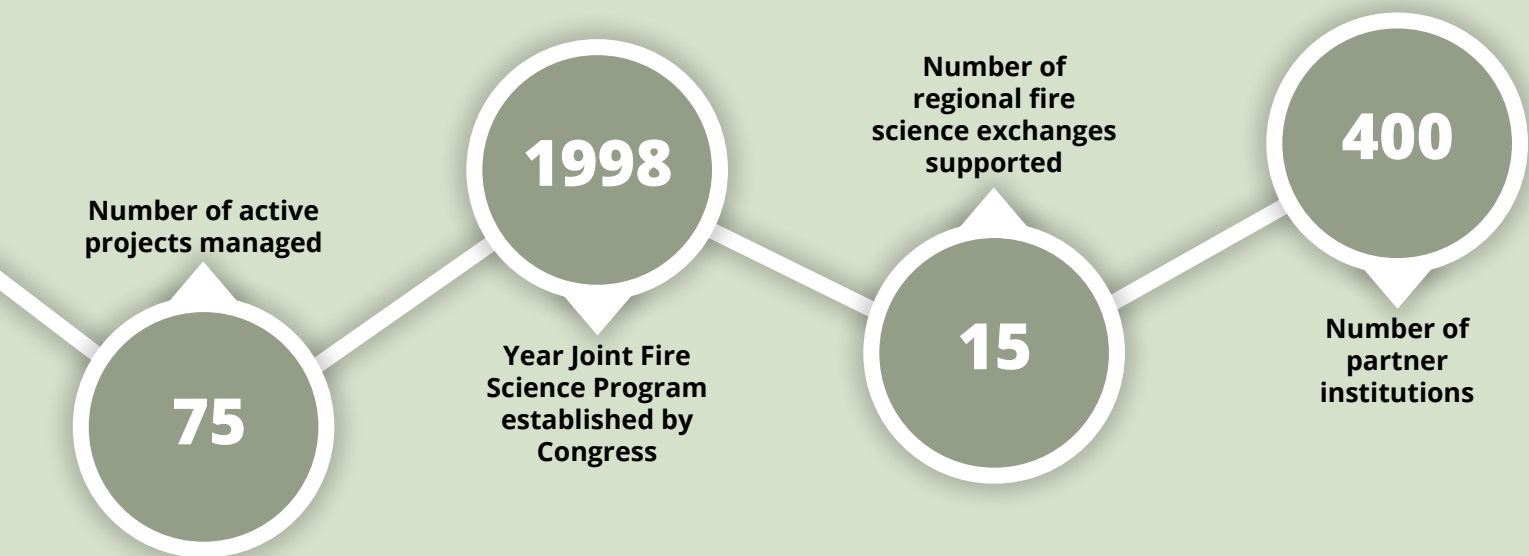 Number of active
projects managed
75
1998
Year Joint Fire
Science Program
established by
Congress
Number of
regional fire
science exchanges
supported
15
400
Number of
partner
institutions